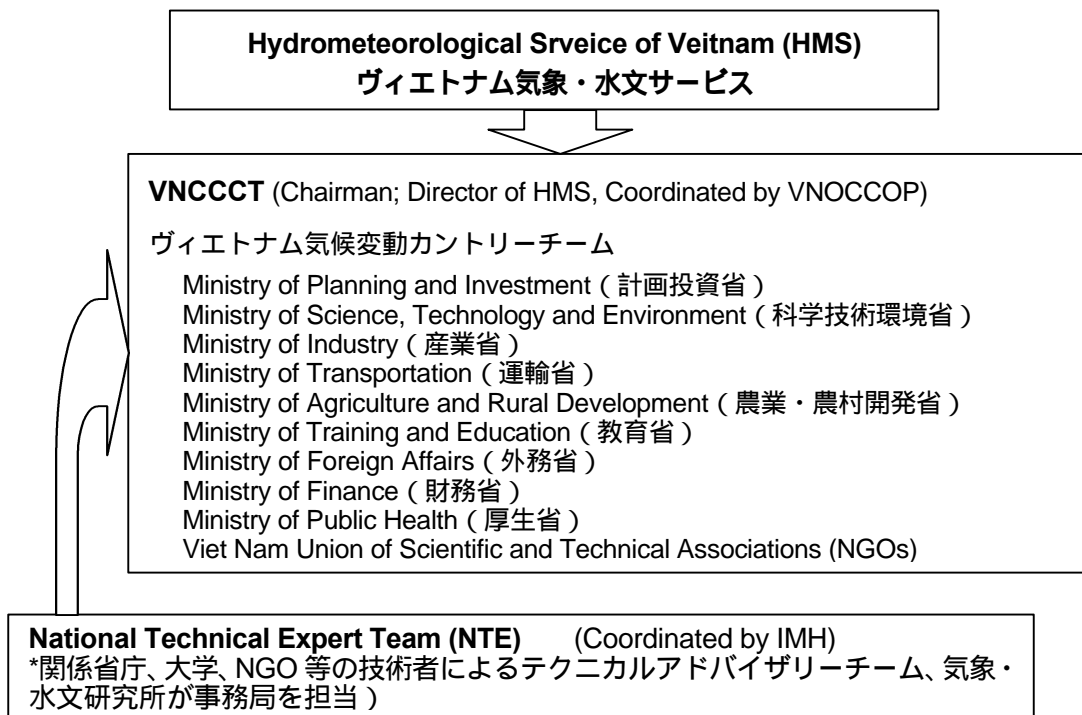 Hydrometeorological Srveice of Veitnam (HMS)
ヴィエトナム気象・水文サービス
VNCCCT (Chairman; Director of HMS, Coordinated by VNOCCOP)
ヴィエトナム気候変動カントリーチーム
Ministry of Planning and Investment（計画投資省）
Ministry of Science, Technology and Environment（科学技術環境省）
Ministry of Industry（産業省）
Ministry of Transportation（運輸省）
Ministry of Agriculture and Rural Development（農業・農村開発省）
Ministry of Training and Education（教育省）
Ministry of Foreign Affairs（外務省）
Ministry of Finance（財務省）
Ministry of Public Health（厚生省）
Viet Nam Union of Scientific and Technical Associations (NGOs)
National Technical Expert Team (NTE) (Coordinated by IMH)
*関係省庁、大学、NGO 等の技術者によるテクニカルアドバイザリーチーム、気象・
水文研究所が事務局を担当）